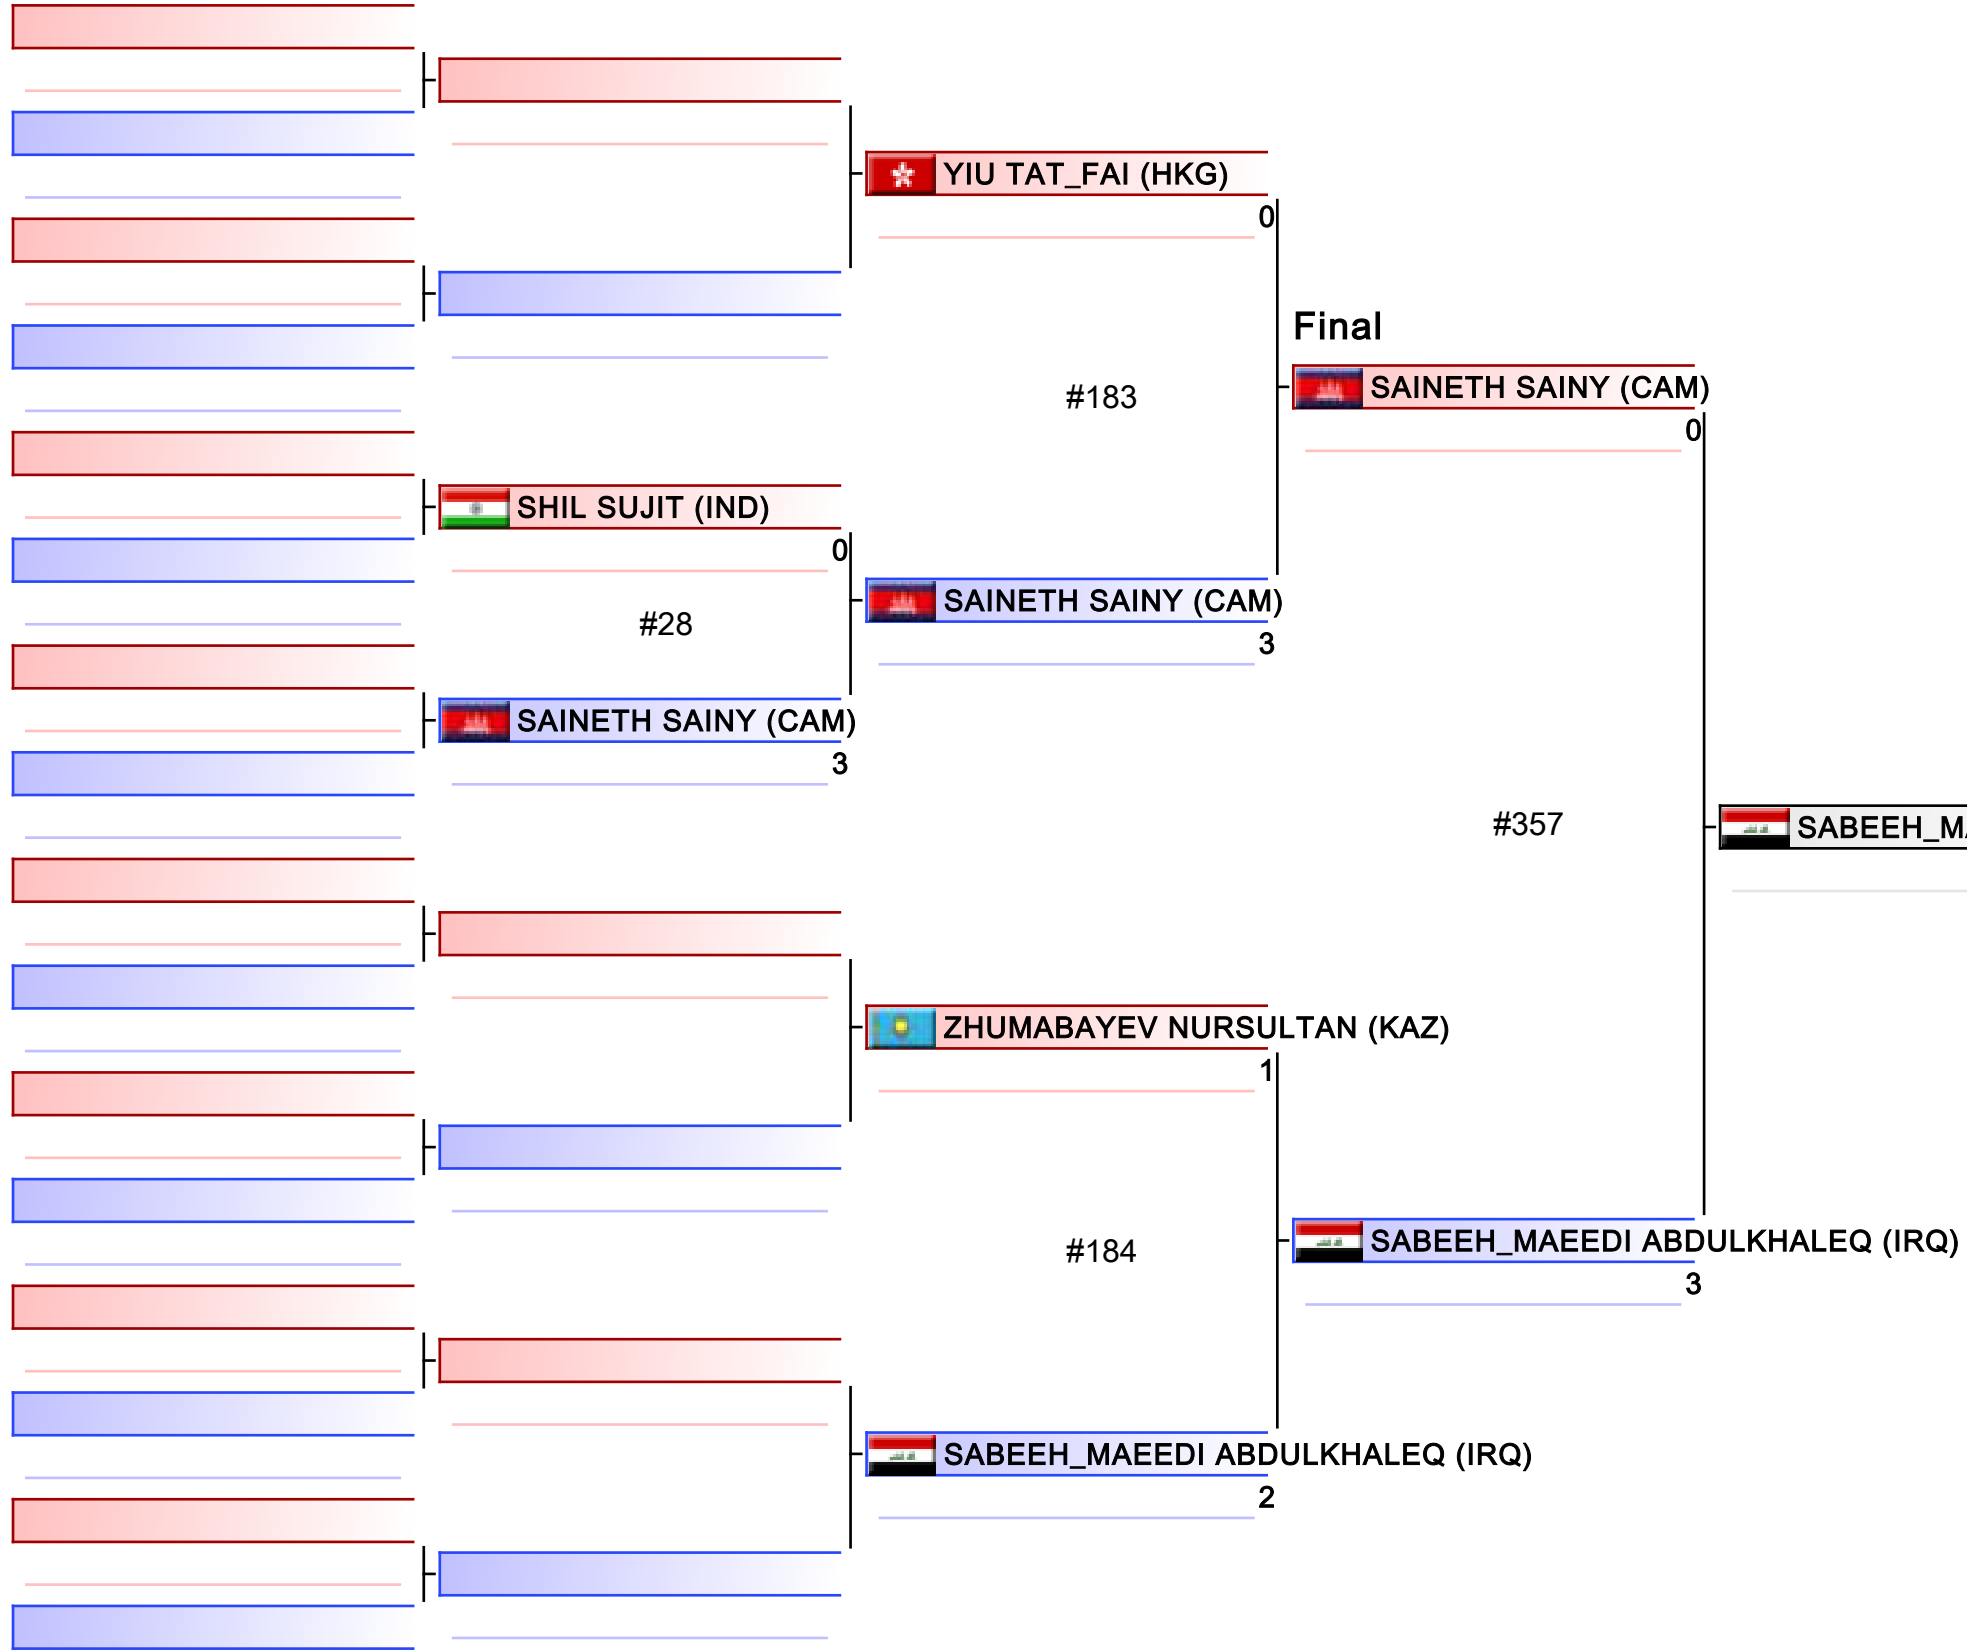 YIU TAT_FAI (HKG)
0
Final
#183
SAINETH SAINY (CAM)
0
SHIL SUJIT (IND)
0
SAINETH SAINY (CAM)
3
#28
SAINETH SAINY (CAM)
3
#357
SABEEH_MA
ZHUMABAYEV NURSULTAN (KAZ)
1
#184
SABEEH_MAEEDI ABDULKHALEQ (IRQ)
3
SABEEH_MAEEDI ABDULKHALEQ (IRQ)
2